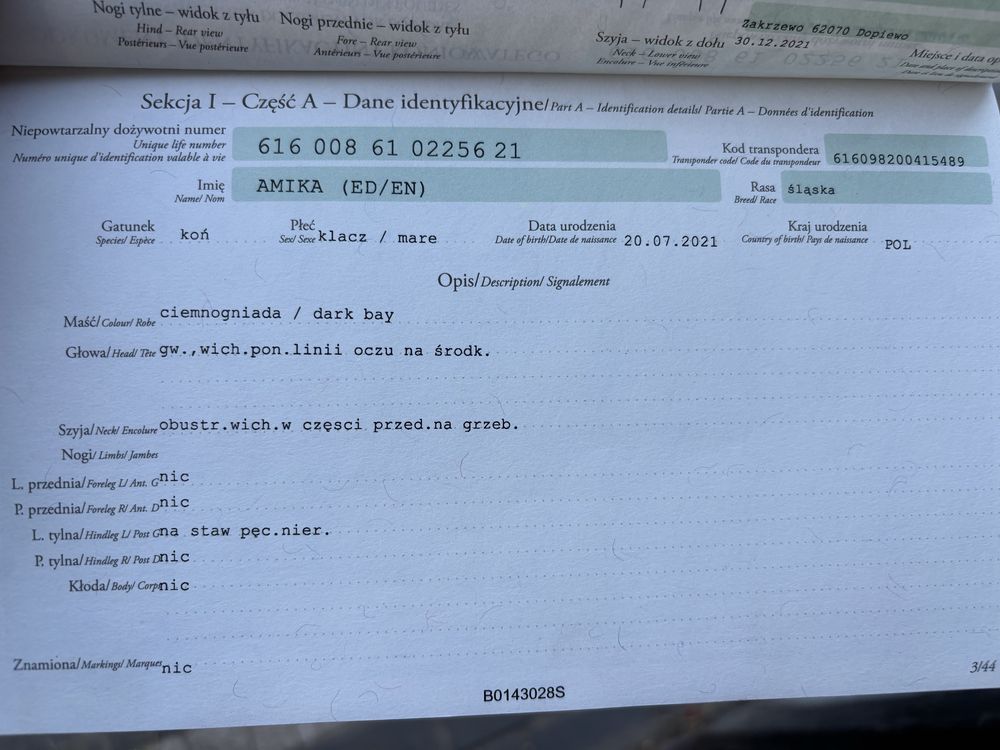 Nogi tylne – widok z tyłu
Hind – Rear view
Postérieurs – Vue postérieure
Nogi przednie – widok z tyłu
Fore – Rear view
Antérieurs – Vue postérieure
Szyja – widok z dołu
Neck – Lower view
Encolure – Vue inférieure
Zakrzewo 62070 Dopiewo
30.12.2021
Miejsce i data
Sekcja I – Część A – Dane identyfikacyjne/ Part A – Identification details/ Partie A – Données d'identification
Niepowtarzalny dożywotni numer
Unique life number
Numéro unique d'identification valable à vie
616 008 61 02256 21
Kod transpondera
Transponder code/ Code du transpondeur
616098200415489
Imię
Name/ Nom
AMIKA (ED/EN)
Rasa
Breed/ Race
śląska
Gatunek
Species/ Espèce
koń
Płeć
Sex/ Sexe
klacz / mare
Data urodzenia
Date of birth/Date de naissance
20.07.2021
Kraj urodzenia
Country of birth/ Pays de naissance
POL
Opis/ Description/ Signalement
Maść/ Colour/ Robe ciemnogniada / dark bay
Głowa/ Head/ Tête gw.,wich.pon.linii oczu na środk.
Szyja/ Neck/ Encolure obustr.wich.w częsci przed.na grzeb.
Nogi/ Limbs/ Jambes
L. przednia/ Foreleg L/ Ant. G nic
P. przednia/ Foreleg R/ Ant. D nic
L. tylna/ Hindleg L/ Post G na staw pęc.nier.
P. tylna/ Hindleg R/ Post D nic
Kłoda/ Body/ Corps nic
Znamiona/ Markings/ Marques nic
3/44
B0143028S